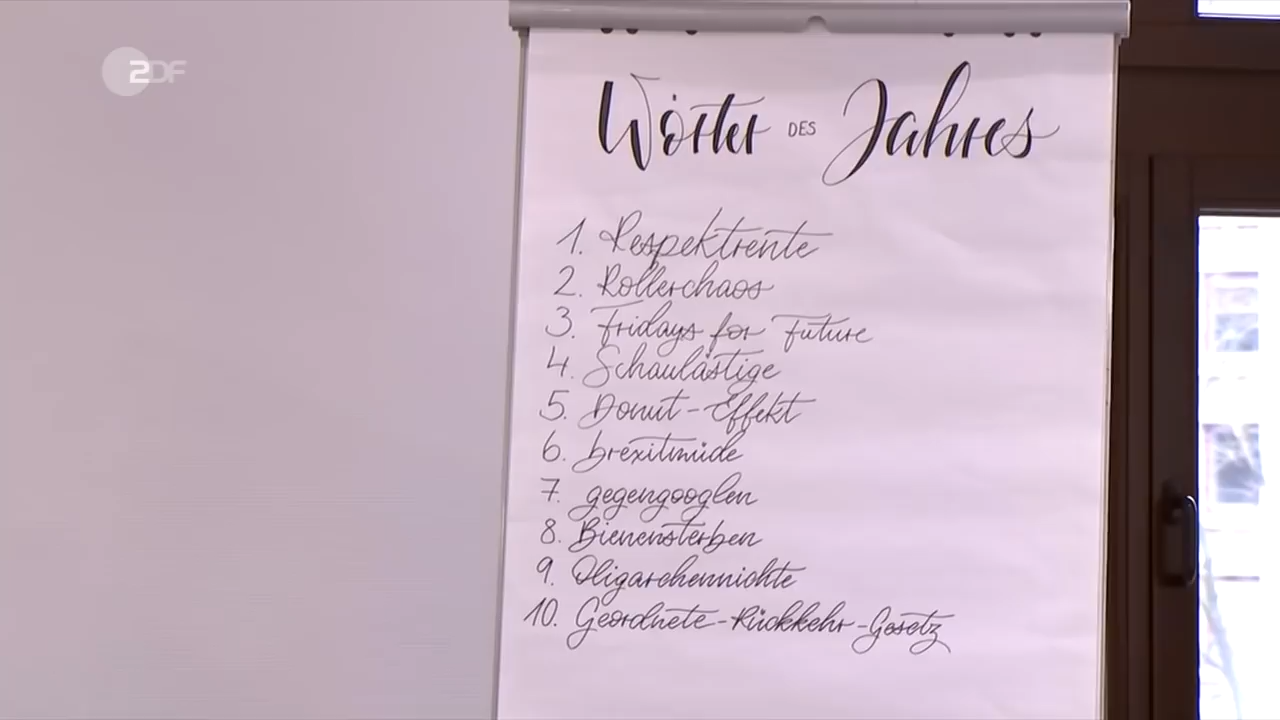 ZDF
Wörter DES Jahres
1. Respektrente
2. Rollerchaos
3. Fridays for Future
4. Schaulästige
5. Donut-Effekt
6. brexitmüde
7. gegengooglen
8. Bienensterben
9. Oligarchennichte
10. Geordnete-Rückkehr-Gesetz